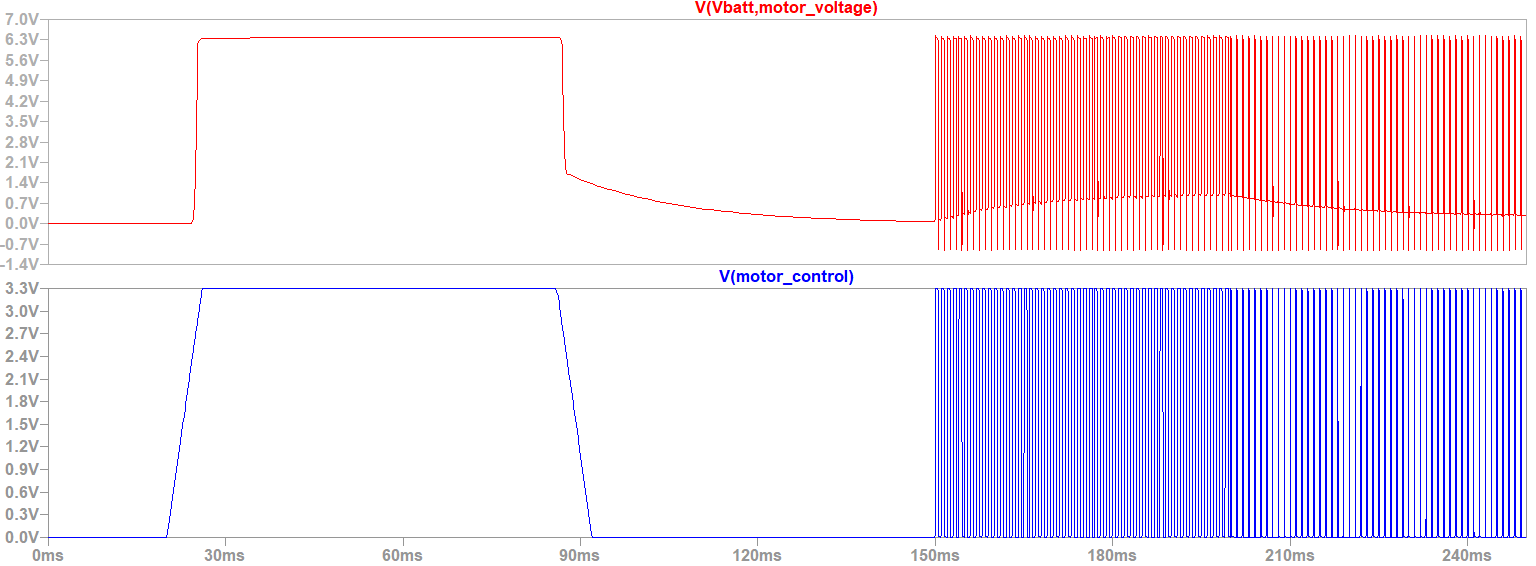 V(Vbatt,motor_voltage)
7.0V
6.3V
5.6V
4.9V
4.2V
3.5V
2.8V
2.1V
1.4V
0.7V
0.0V
-0.7V
-1.4V
V(motor_control)
3.3V
3.0V
2.7V
2.4V
2.1V
1.8V
1.5V
1.2V
0.9V
0.6V
0.3V
0.0V
0ms 30ms 60ms 90ms 120ms 150ms 180ms 210ms 240ms